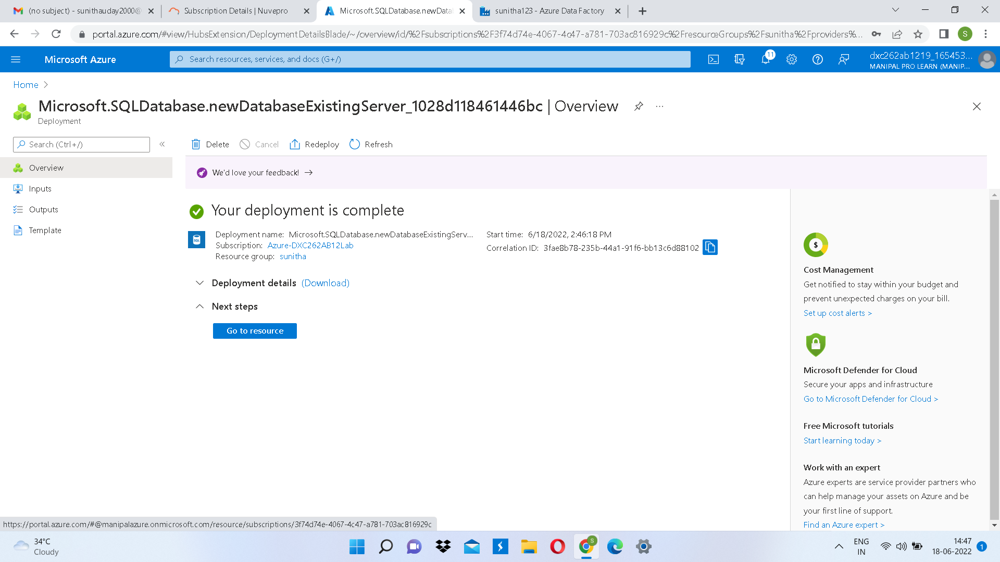 (no subject) - sunithauday2000@
Subscription Details | Nuvepro
Microsoft.SQLDatabase.newDatal
sunitha123 - Azure Data Factory
portal.azure.com/#view/HubsExtension/DeploymentDetailsBlade/~/overview/id/%2Fsubscriptions%2F3f74d74e-4067-4c47-a781-703ac816929c%2FresourceGroups%2Fsunitha%2Fproviders%...
S
Microsoft Azure
Search resources, services, and docs (G+/)
11
dxc262ab1219_165453...
MANIPAL PRO LEARN (MANIP...
Home
Microsoft.SQLDatabase.newDatabaseExistingServer_1028d118461446bc | Overview
Deployment
Search (Ctrl+/)
Overview
Inputs
Outputs
Template
Delete
Cancel
Redeploy
Refresh
We'd love your feedback!
Your deployment is complete
SQL
Deployment name: Microsoft.SQLDatabase.newDatabaseExistingServ...
Subscription: Azure-DXC262AB12Lab
Resource group: sunitha
Start time: 6/18/2022, 2:46:18 PM
Correlation ID: 3fae8b78-235b-44a1-91f6-bb13c6d88102
Deployment details (Download)
Next steps
Go to resource
$
Cost Management
Get notified to stay within your budget and
prevent unexpected charges on your bill.
Set up cost alerts >
Microsoft Defender for Cloud
Secure your apps and infrastructure
Go to Microsoft Defender for Cloud >
Free Microsoft tutorials
Start learning today >
Work with an expert
Azure experts are service provider partners who
can help manage your assets on Azure and be
your first line of support.
Find an Azure expert >
https://portal.azure.com/#@manipalazure.onmicrosoft.com/resource/subscriptions/3f74d74e-4067-4c47-a781-703ac816929c
34°C
Cloudy
S
ENG
IN
14:47
18-06-2022
1